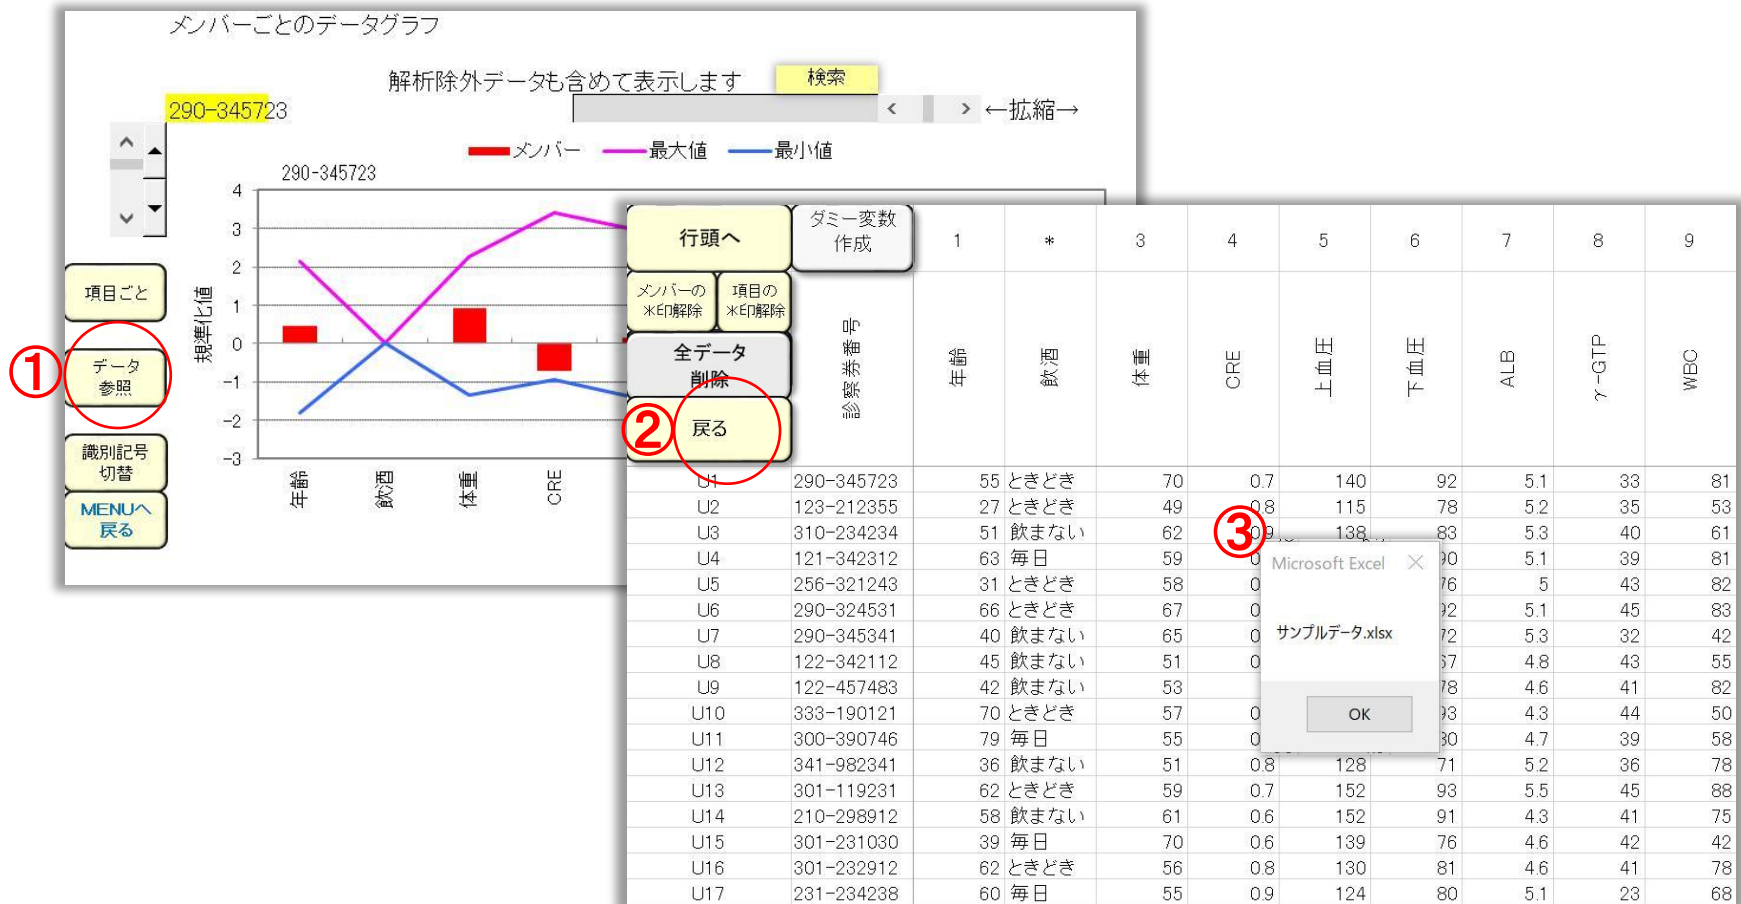 メンバーごとのデータグラフ
解析除外データも含めて表示します
検索
290-345723
←拡縮→
メンバー 最大値 最小値
290-345723
4
3
2
1
0
-1
-2
-3
規準化値
年齢 飲酒 体重 CRE
項目ごと
①
データ
参照
識別記号
切替
MENUへ
戻る
行頭へ
ダミー変数
作成
メンバーの
*印解除
項目の
*印解除
全データ
削除
②
戻る
1 * 3 4 5 6 7 8 9
診察券番号 年齢 飲酒 体重 CRE 上血圧 下血圧 ALB γ-GTP WBC
U1 290-345723 55 ときどき 70 0.7 140 92 5.1 33 81
U2 123-212355 27 ときどき 49 0.8 115 78 5.2 35 53
U3 310-234234 51 飲まない 62 0.9 138 83 5.3 40 61
U4 121-342312 63 毎日 59 0 90 5.1 39 81
U5 256-321243 31 ときどき 58 0 76 5 43 82
U6 290-324531 66 ときどき 67 0 92 5.1 45 83
U7 290-345341 40 飲まない 65 0 72 5.3 32 42
U8 122-342112 45 飲まない 51 0 67 4.8 43 55
U9 122-457483 42 飲まない 53 78 4.6 41 82
U10 333-190121 70 ときどき 57 0 93 4.3 44 50
U11 300-390746 79 毎日 55 0 80 4.7 39 58
U12 341-982341 36 飲まない 51 0.8 128 71 5.2 36 78
U13 301-119231 62 ときどき 59 0.7 152 93 5.5 45 88
U14 210-298912 58 飲まない 61 0.6 152 91 4.3 41 75
U15 301-231030 39 毎日 70 0.6 139 76 4.6 42 42
U16 301-232912 62 ときどき 56 0.8 130 81 4.6 41 78
U17 231-234238 60 毎日 55 0.9 124 80 5.1 23 68
③
Microsoft Excel
サンプルデータ.xlsx
OK